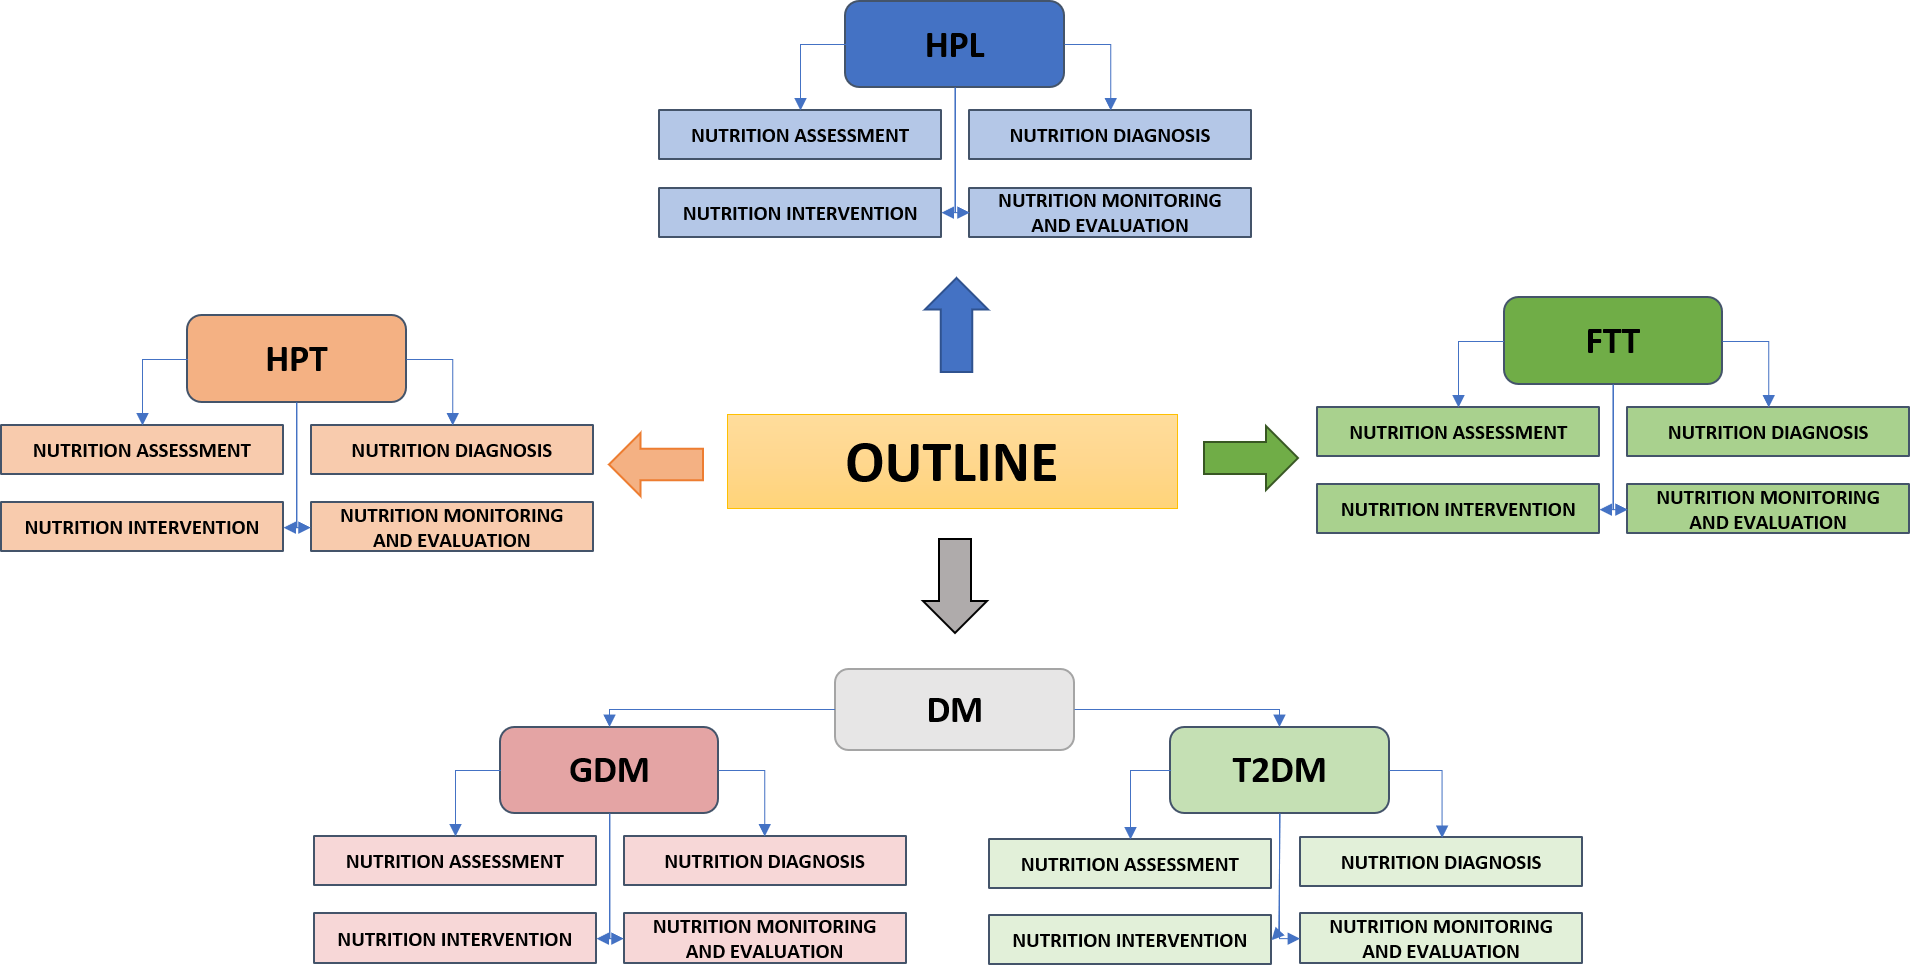 HPL
NUTRITION ASSESSMENT
NUTRITION DIAGNOSIS
NUTRITION INTERVENTION
NUTRITION MONITORING
AND EVALUATION
HPT
NUTRITION ASSESSMENT
NUTRITION DIAGNOSIS
NUTRITION INTERVENTION
NUTRITION MONITORING
AND EVALUATION
OUTLINE
FTT
NUTRITION ASSESSMENT
NUTRITION DIAGNOSIS
NUTRITION INTERVENTION
NUTRITION MONITORING
AND EVALUATION
DM
GDM
NUTRITION ASSESSMENT
NUTRITION DIAGNOSIS
NUTRITION INTERVENTION
NUTRITION MONITORING
AND EVALUATION
T2DM
NUTRITION ASSESSMENT
NUTRITION DIAGNOSIS
NUTRITION INTERVENTION
NUTRITION MONITORING
AND EVALUATION